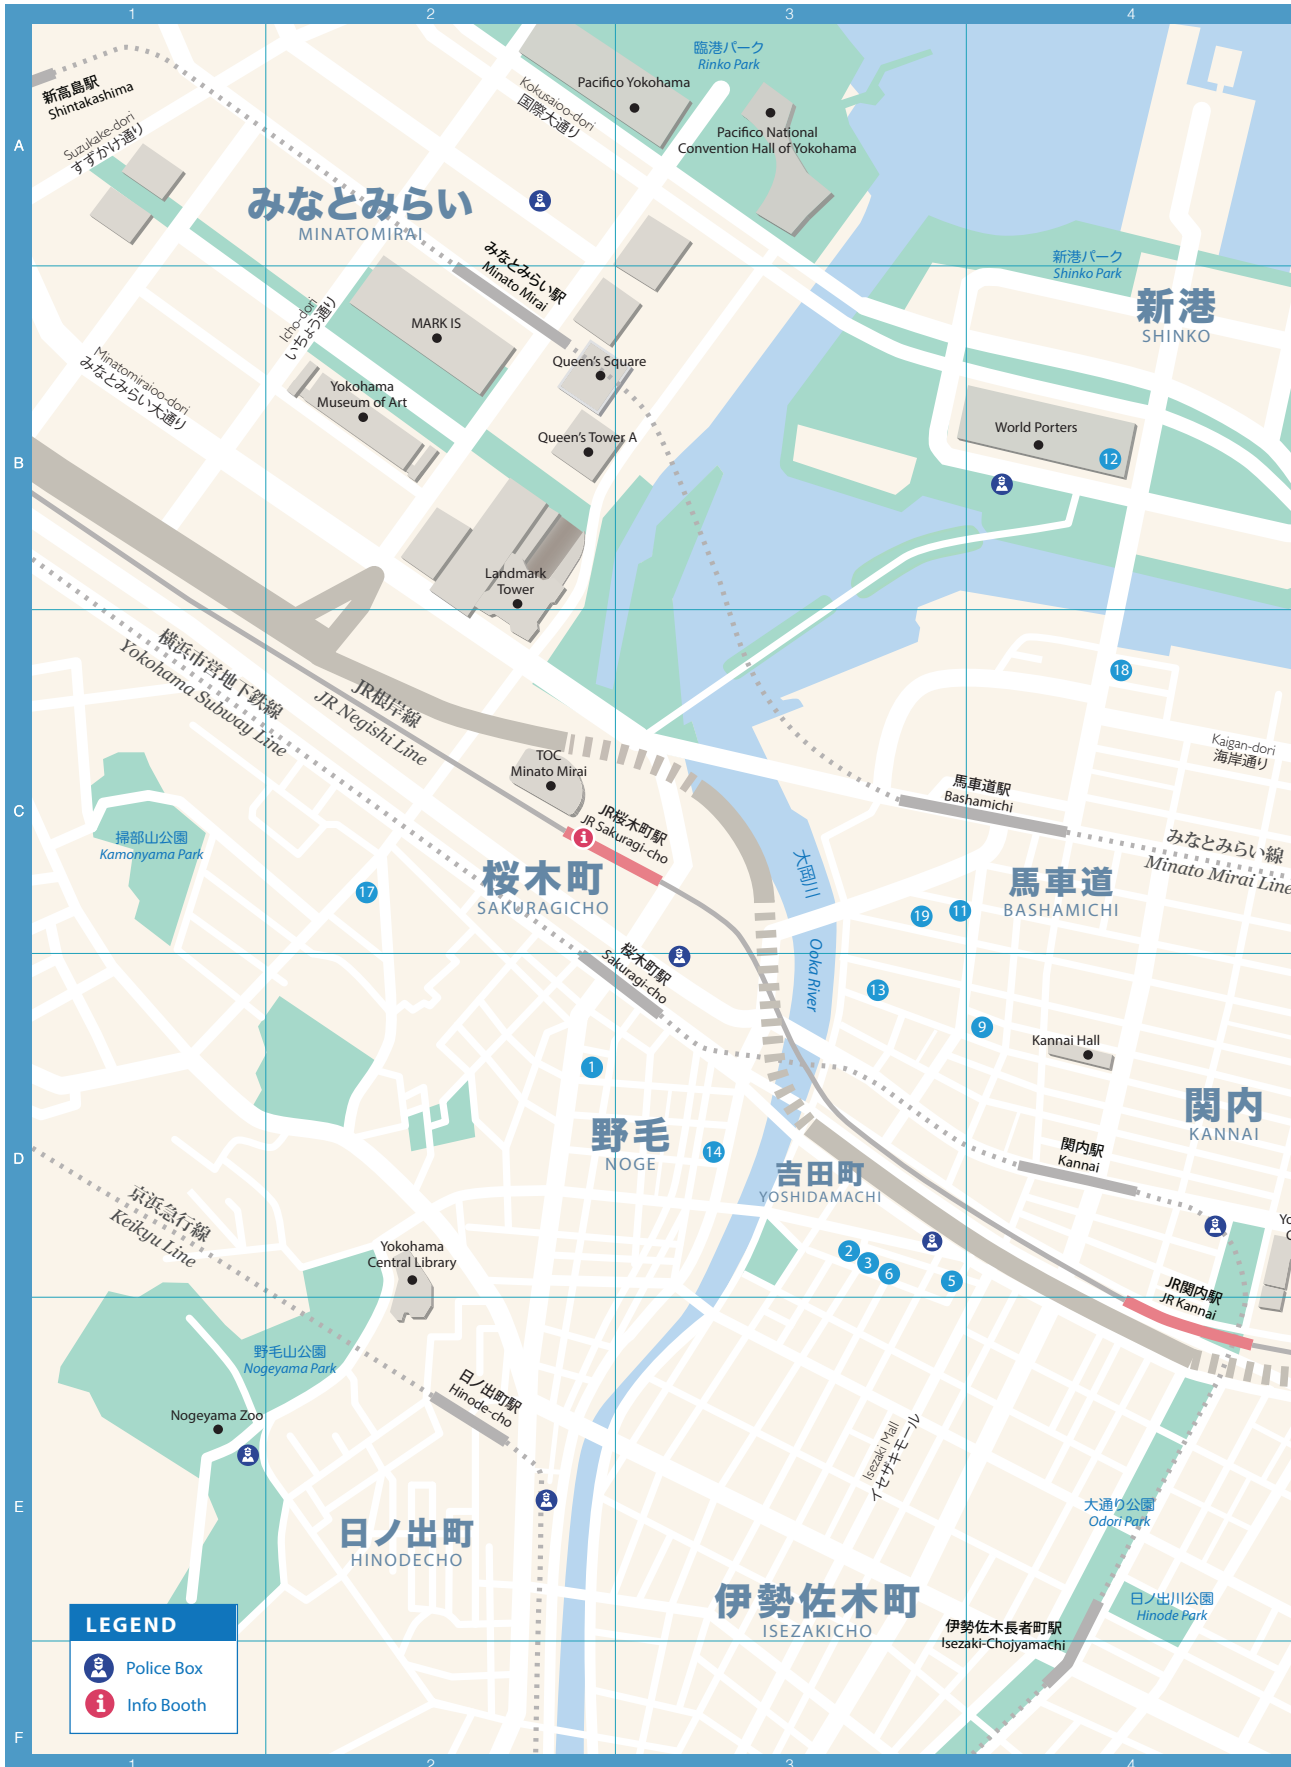 1
2
3
4
A
B
C
D
E
F
新高島駅
Shintakashima
Suzukake-dori
すずかけ通り
みなとみらい
MINATOMIRAI
Kokusaioo-dori
国際大通り
Pacifico Yokohama
臨港パーク
Rinko Park
Pacifico National
Convention Hall of Yokohama
みなとみらい駅
Minato Mirai
新港パーク
Shinko Park
新港
SHINKO
Icho-dori
いちょう通り
MARK IS
Minatomiraioo-dori
みなとみらい大通り
Yokohama
Museum of Art
Queen's Square
Queen's Tower A
World Porters
12
Landmark
Tower
横浜市営地下鉄線
Yokohama Subway Line
JR根岸線
JR Negishi Line
18
Kaigan-dori
海岸通り
TOC
Minato Mirai
馬車道駅
Bashamichi
JR桜木町駅
JR Sakuragi-cho
みなとみらい線
Minato Mirai Line
掃部山公園
Kamonyama Park
17
桜木町
SAKURAGICHO
大岡川
Ooka River
馬車道
BASHAMICHI
19
11
桜木町駅
Sakuragi-cho
13
9
Kannai Hall
1
野毛
NOGE
14
関内
KANNAI
関内駅
Kannai
吉田町
YOSHIDAMACHI
京浜急行線
Keikyu Line
Yokohama
Central Library
2
3
6
5
Yo
C
JR関内駅
JR Kannai
野毛山公園
Nogeyama Park
日ノ出町駅
Hinode-cho
Nogeyama Zoo
Isezaki Mall
イセザキモール
大通り公園
Odori Park
日ノ出町
HINODECHO
伊勢佐木町
ISEZAKICHO
日ノ出川公園
Hinode Park
伊勢佐木長者町駅
Isezaki-Chojyamachi
LEGEND
Police Box
i Info Booth
1
2
3
4